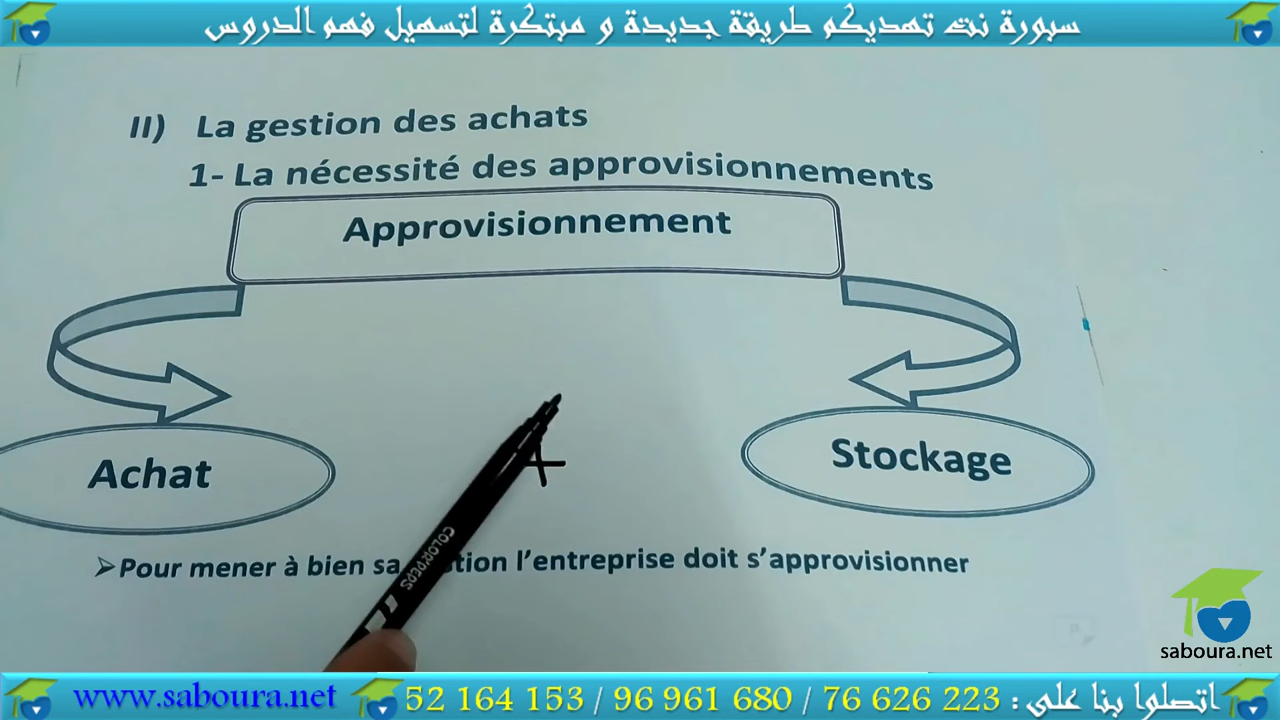 سبورة نت تهديكم طريقة جديدة و مبتكرة لتسهيل فهم الدروس
II) La gestion des achats
1- La nécessité des approvisionnements
Approvisionnement
Achat
+
Stockage
➢Pour mener à bien sa tion l’entreprise doit s’approvisionner
COLORPEPS
saboura.net
www.saboura.net
52 164 153 / 96 961 680 / 76 626 223 : اتصلوا بنا على